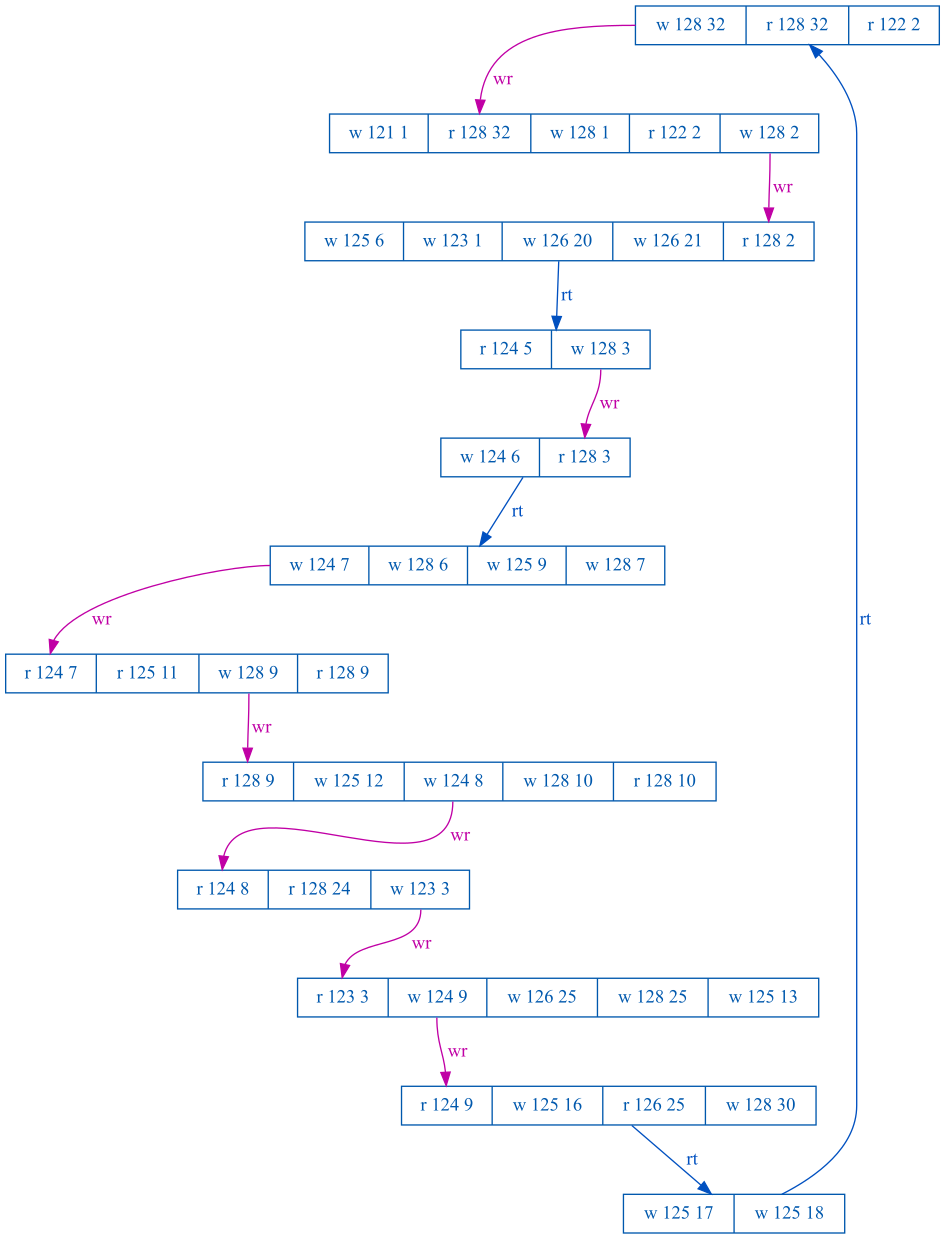 w 128 32 r 128 32 r 122 2
wr
w 121 1 r 128 32 w 128 1 r 122 2 w 128 2
wr
w 125 6 w 123 1 w 126 20 w 126 21 r 128 2
rt
r 124 5 w 128 3
wr
w 124 6 r 128 3
rt
w 124 7 w 128 6 w 125 9 w 128 7
wr rt
r 124 7 r 125 11 w 128 9 r 128 9
wr
r 128 9 w 125 12 w 124 8 w 128 10 r 128 10
wr
r 124 8 r 128 24 w 123 3
wr
r 123 3 w 124 9 w 126 25 w 128 25 w 125 13
wr
r 124 9 w 125 16 r 126 25 w 128 30
rt
w 125 17 w 125 18